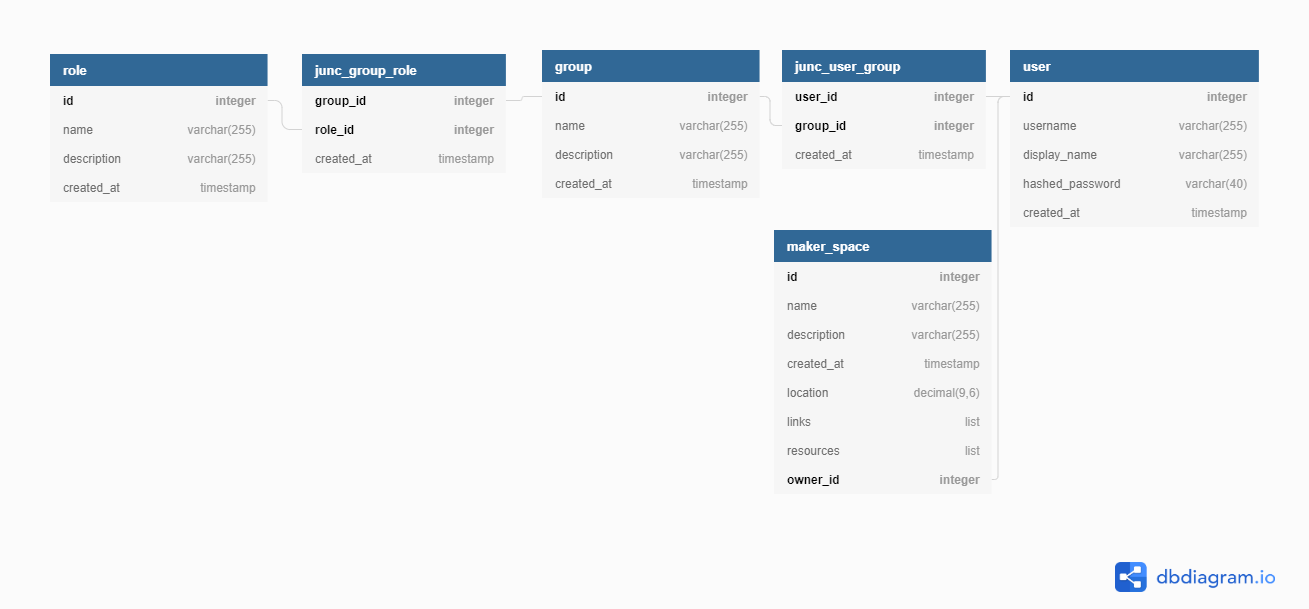 role
id integer
name varchar(255)
description varchar(255)
created_at timestamp
junc_group_role
group_id integer
role_id integer
created_at timestamp
group
id integer
name varchar(255)
description varchar(255)
created_at timestamp
junc_user_group
user_id integer
group_id integer
created_at timestamp
user
id integer
username varchar(255)
display_name varchar(255)
hashed_password varchar(40)
created_at timestamp
maker_space
id integer
name varchar(255)
description varchar(255)
created_at timestamp
location decimal(9,6)
links list
resources list
owner_id integer
dbdiagram.io